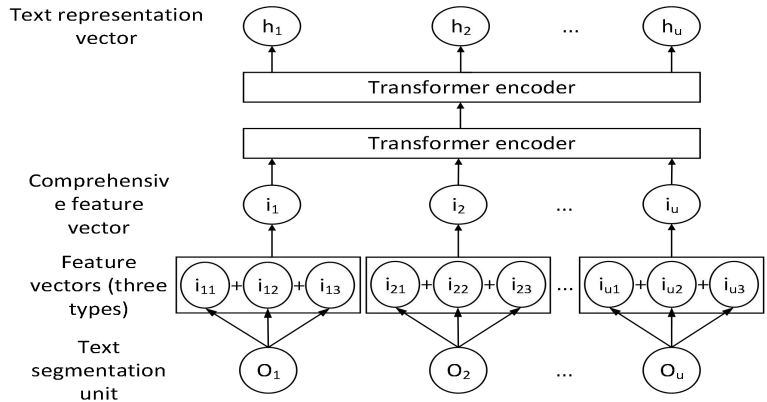 Text representation
vector
h₁ h₂ ... hᵤ
Transformer encoder
Transformer encoder
Comprehensiv
e feature
vector
i₁ i₂ ... iᵤ
Feature
vectors (three
types)
i₁₁ + i₁₂ + i₁₃ i₂₁ + i₂₂ + i₂₃ ... iᵤ₁ + iᵤ₂ + iᵤ₃
Text
segmentation
unit
O₁ O₂ ... Oᵤ